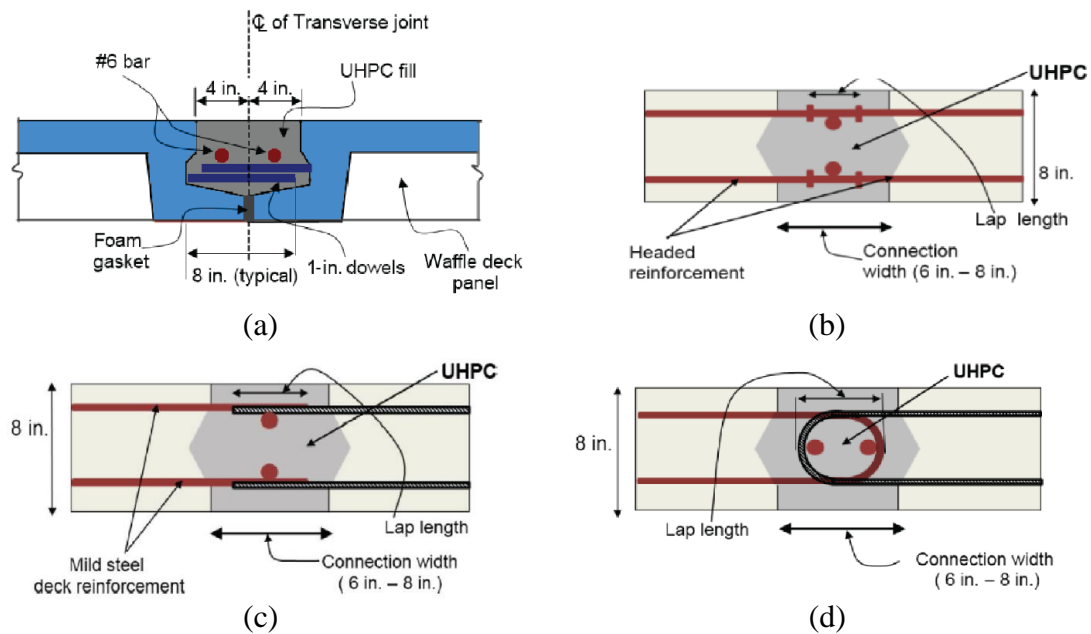 ℄ of Transverse joint
#6 bar
4 in.
4 in.
UHPC fill
Foam
gasket
8 in. (typical)
1-in. dowels
Waffle deck
panel
(a)
UHPC
8 in.
Lap length
Headed
reinforcement
Connection
width (6 in. – 8 in.)
(b)
UHPC
8 in.
Lap length
Mild steel
deck reinforcement
Connection width
( 6 in. – 8 in.)
(c)
UHPC
8 in.
Lap length
Connection width
( 6 in. – 8 in.)
(d)